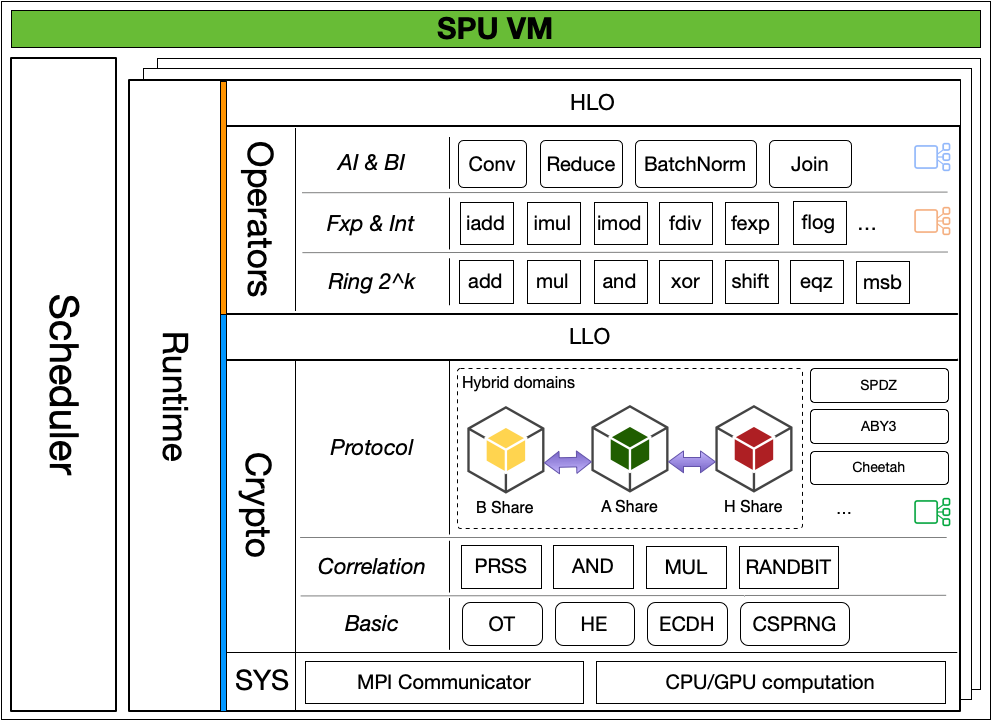 SPU VM
Scheduler
Runtime
HLO
Operators
AI & BI
Conv
Reduce
BatchNorm
Join
Fxp & Int
iadd
imul
imod
fdiv
fexp
flog
...
Ring 2^k
add
mul
and
xor
shift
eqz
msb
LLO
Crypto
Protocol
Hybrid domains
B Share
A Share
H Share
SPDZ
ABY3
Cheetah
...
Correlation
PRSS
AND
MUL
RANDBIT
Basic
OT
HE
ECDH
CSPRNG
SYS
MPI Communicator
CPU/GPU computation